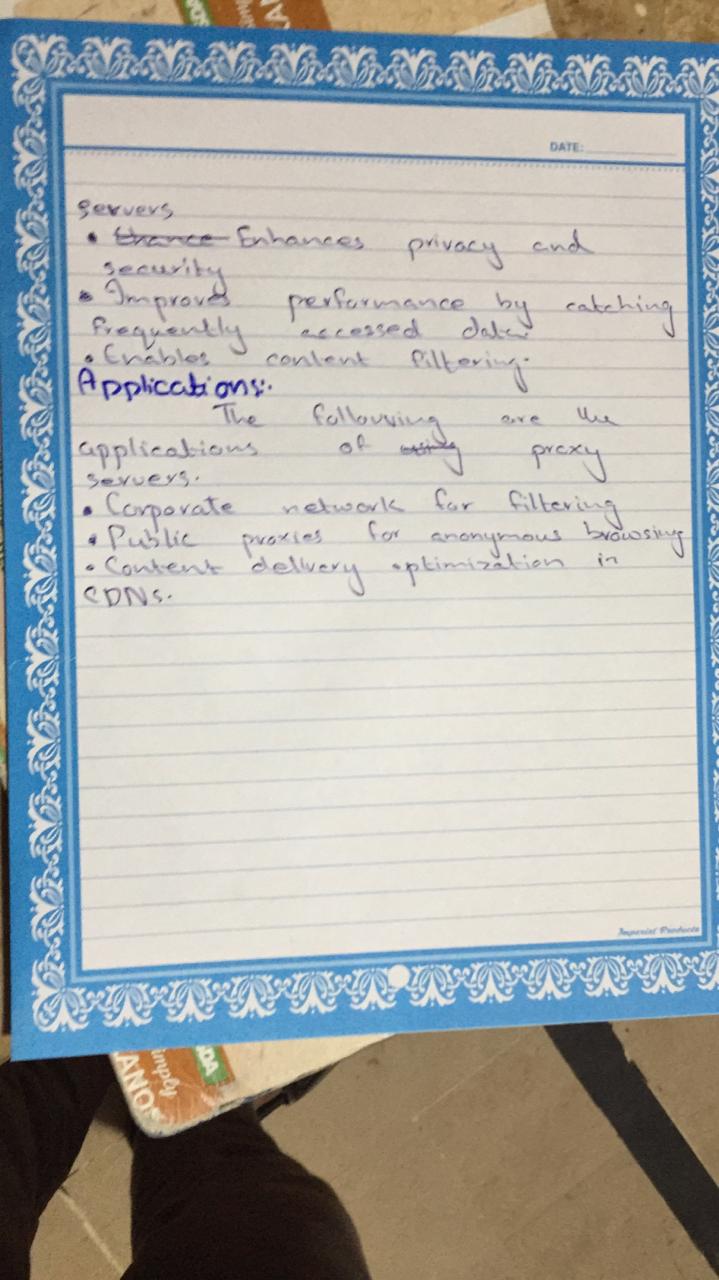 DATE:
servers
• Enhances privacy and
security
• Improves performance by catching
frequently accessed data.
• Enables content filtering.
Applications:
The following are the
applications of proxy
servers.
• Corporate network for filtering
• Public proxies for anonymous browsing
• Content delivery optimization in
CDNs.
Imperial Products
Simply